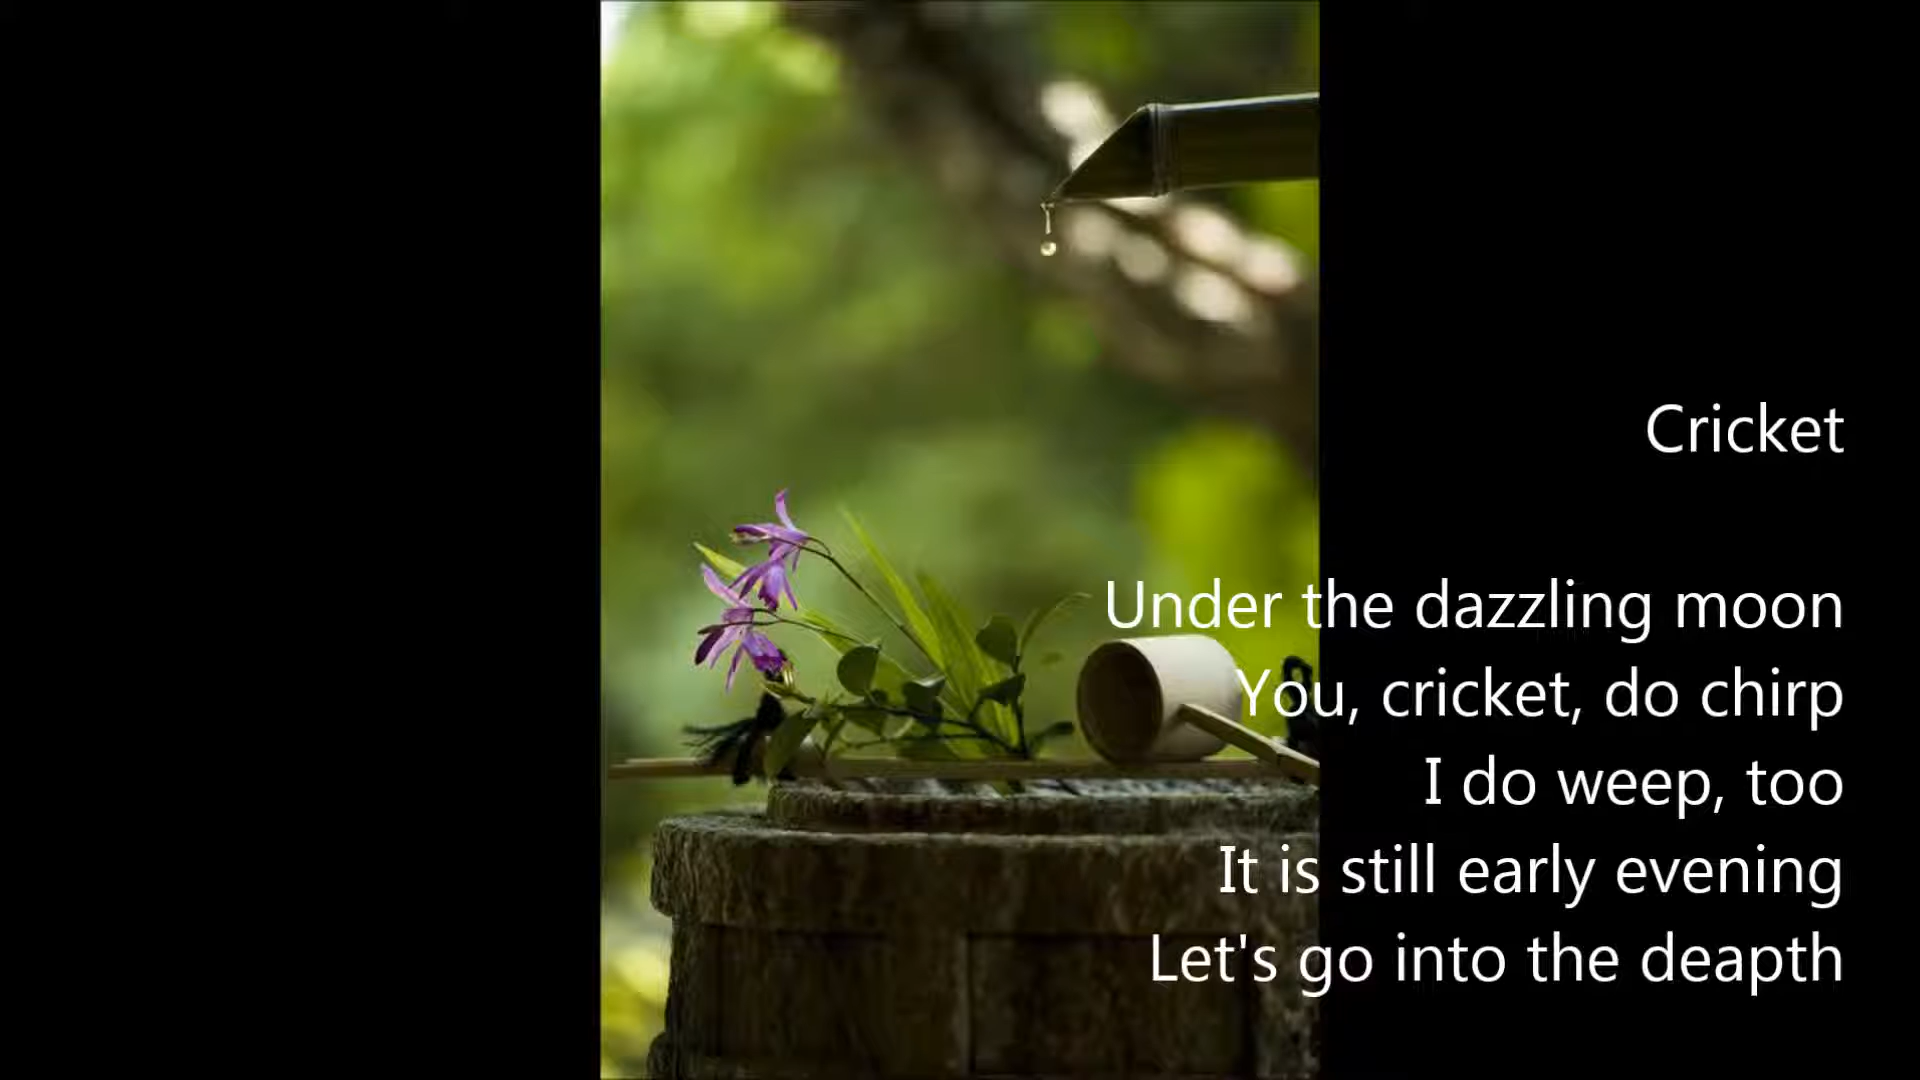 Cricket
Under the dazzling moon
You, cricket, do chirp
I do weep, too
It is still early evening
Let's go into the deapth